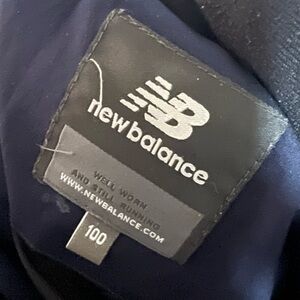 NB
new balance
WELL WORN
AND STILL RUNNING
WWW.NEWBALANCE.COM
100